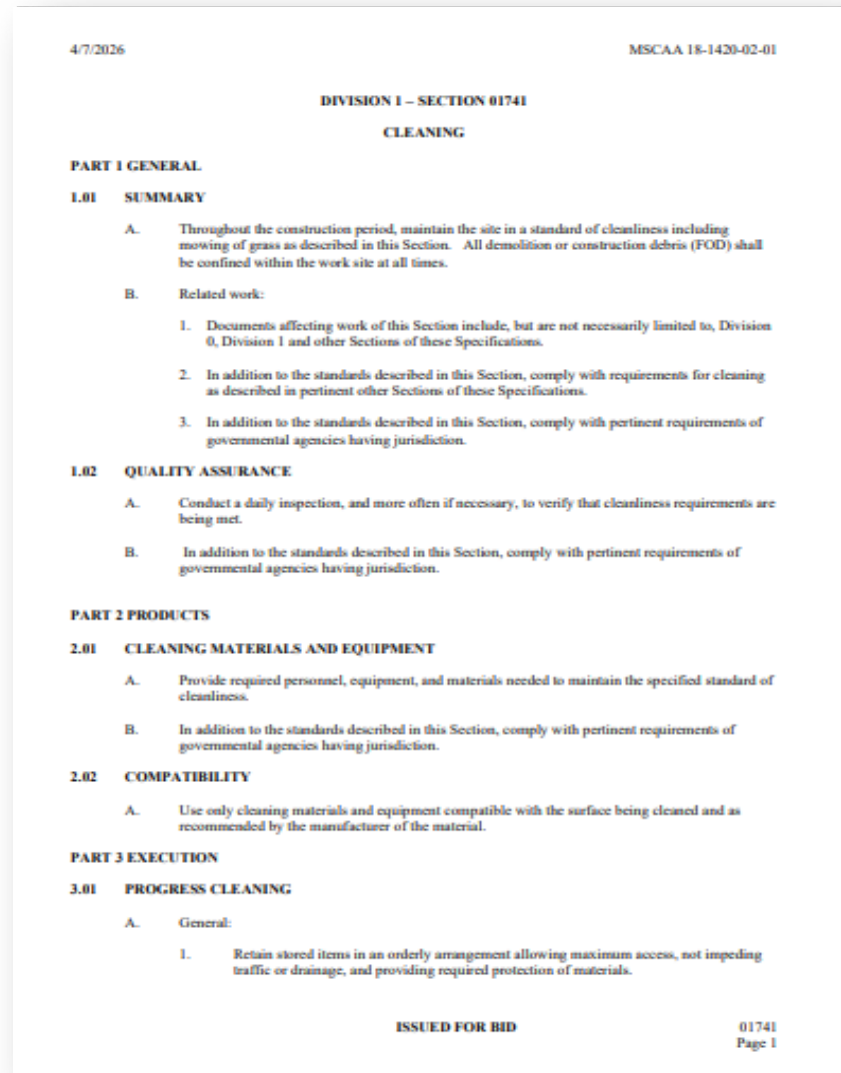 4/7/2026 MSCAA 18-1420-02-01
DIVISION 1 – SECTION 01741
CLEANING
PART 1 GENERAL
1.01 SUMMARY
A. Throughout the construction period, maintain the site in a standard of cleanliness including
mowing of grass as described in this Section. All demolition or construction debris (FOD) shall
be confined within the work site at all times.
B. Related work:
1. Documents affecting work of this Section include, but are not necessarily limited to, Division
0, Division 1 and other Sections of these Specifications.
2. In addition to the standards described in this Section, comply with requirements for cleaning
as described in pertinent other Sections of these Specifications.
3. In addition to the standards described in this Section, comply with pertinent requirements of
governmental agencies having jurisdiction.
1.02 QUALITY ASSURANCE
A. Conduct a daily inspection, and more often if necessary, to verify that cleanliness requirements are
being met.
B. In addition to the standards described in this Section, comply with pertinent requirements of
governmental agencies having jurisdiction.
PART 2 PRODUCTS
2.01 CLEANING MATERIALS AND EQUIPMENT
A. Provide required personnel, equipment, and materials needed to maintain the specified standard of
cleanliness.
B. In addition to the standards described in this Section, comply with pertinent requirements of
governmental agencies having jurisdiction.
2.02 COMPATIBILITY
A. Use only cleaning materials and equipment compatible with the surface being cleaned and as
recommended by the manufacturer of the material.
PART 3 EXECUTION
3.01 PROGRESS CLEANING
A. General:
1. Retain stored items in an orderly arrangement allowing maximum access, not impeding
traffic or drainage, and providing required protection of materials.
ISSUED FOR BID 01741
Page 1